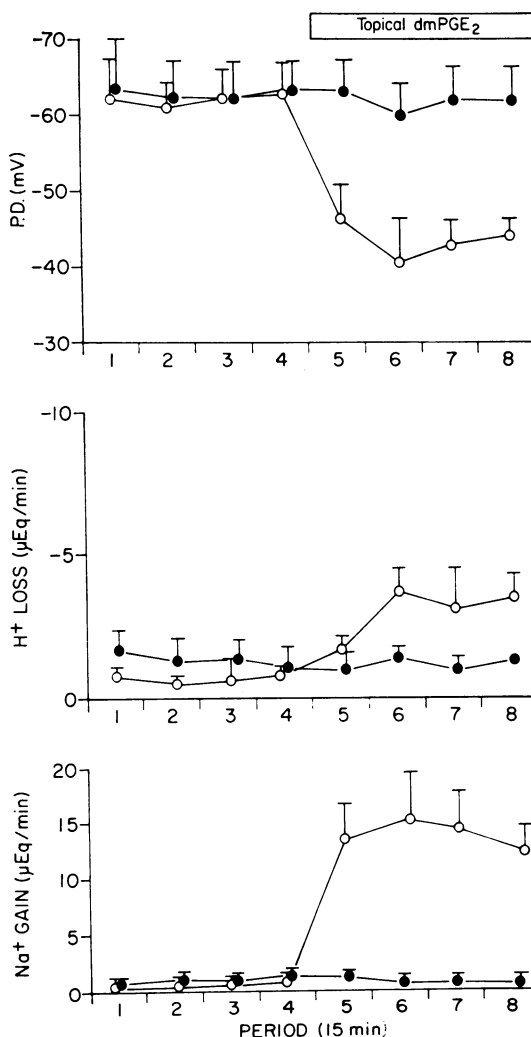 Topical dmPGE₂
-70
-60
-50
-40
-30
P.D. (mV)
1 2 3 4 5 6 7 8
-10
-5
0
H⁺ LOSS (µEq/min)
1 2 3 4 5 6 7 8
20
15
10
5
0
Na⁺ GAIN (µEq/min)
1 2 3 4 5 6 7 8
PERIOD (15 min)